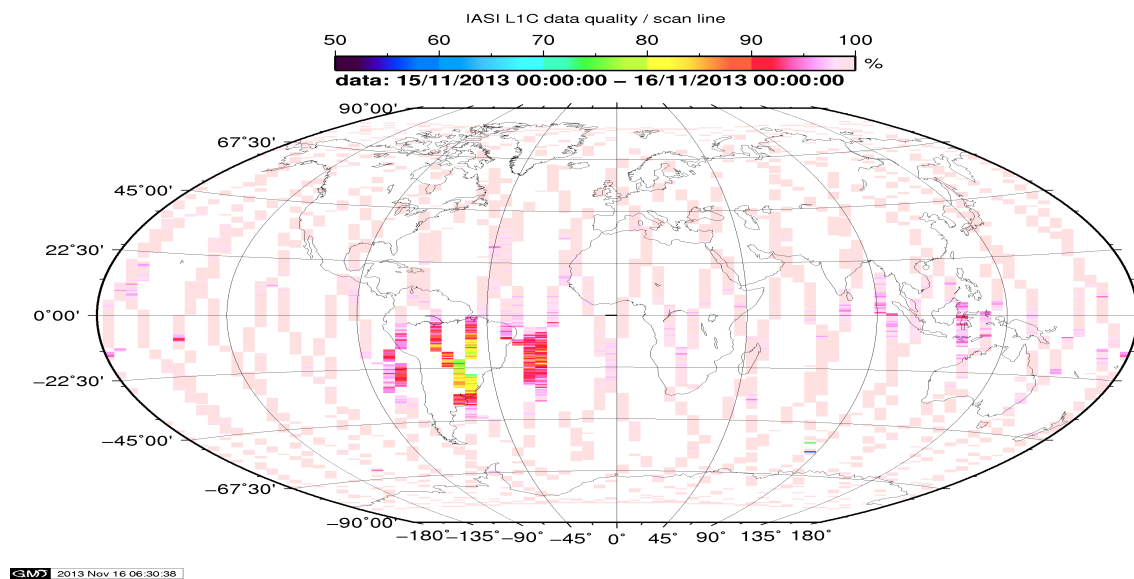 IASI L1C data quality / scan line
50 60 70 80 90 100
%
data: 15/11/2013 00:00:00 – 16/11/2013 00:00:00
90°00'
67°30'
45°00'
22°30'
0°00'
−22°30'
−45°00'
−67°30'
−90°00'
−180° −135° −90° −45° 0° 45° 90° 135° 180°
GMT 2013 Nov 16 06:30:38